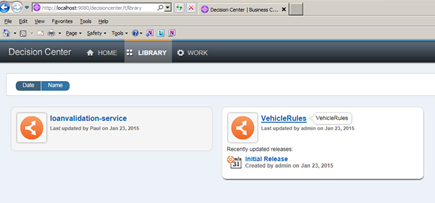 http://localhost:9080/decisioncenter/t/library
Decision Center | Business C...
File Edit View Favorites Tools Help
Page Safety Tools
Decision Center HOME LIBRARY WORK
Date Name
loanvalidation-service
Last updated by Paul on Jan 23, 2015
VehicleRules VehicleRules
Last updated by admin on Jan 23, 2015
Recently updated releases:
31 Initial Release
Created by admin on Jan 23, 2015